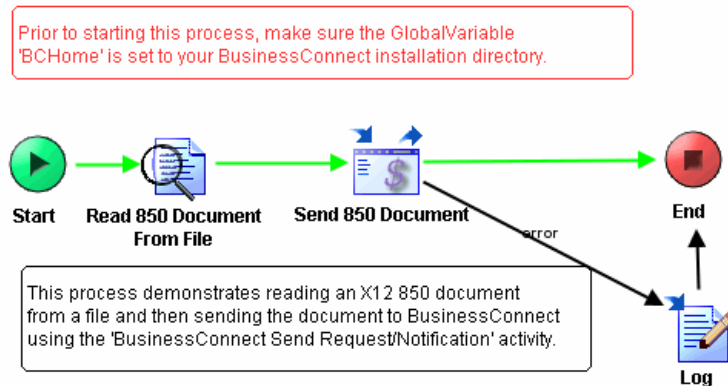 Prior to starting this process, make sure the GlobalVariable
'BCHome' is set to your BusinessConnect installation directory.
Start
Read 850 Document
From File
Send 850 Document
End
error
This process demonstrates reading an X12 850 document
from a file and then sending the document to BusinessConnect
using the 'BusinessConnect Send Request/Notification' activity.
Log